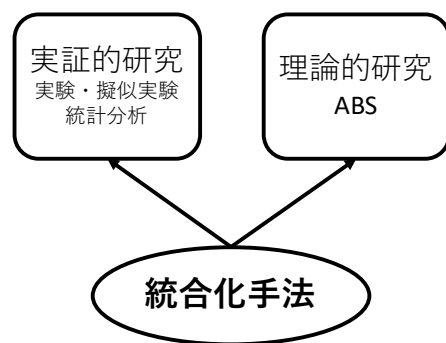 実証的研究
実験・擬似実験
統計分析
理論的研究
ABS
統合化手法